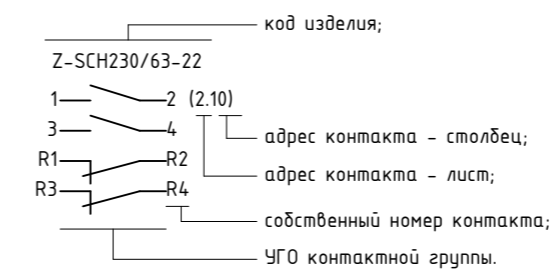 код изделия;
Z-SCH230/63-22
1 2 (2.10)
3 4
адрес контакта - столбец;
R1 R2
адрес контакта - лист;
R3 R4
собственный номер контакта;
УГО контактной группы.